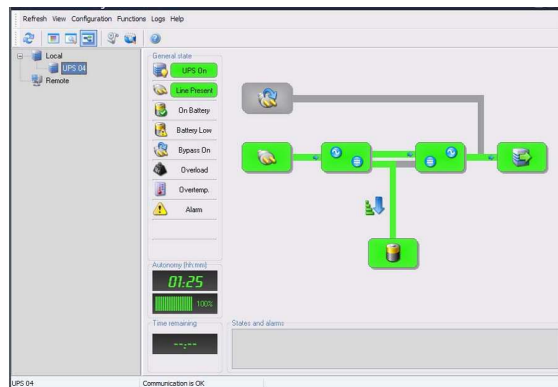 Refresh View Configuration Functions Logs Help
Local
UPS 04
Remote
General state
UPS On
Line Present
On Battery
Battery Low
Bypass On
Overload
Overtemp.
Alarm
Autonomy (hh:mm)
01:25
100%
Time remaining
--:--
States and alarms
UPS 04
Communication is OK